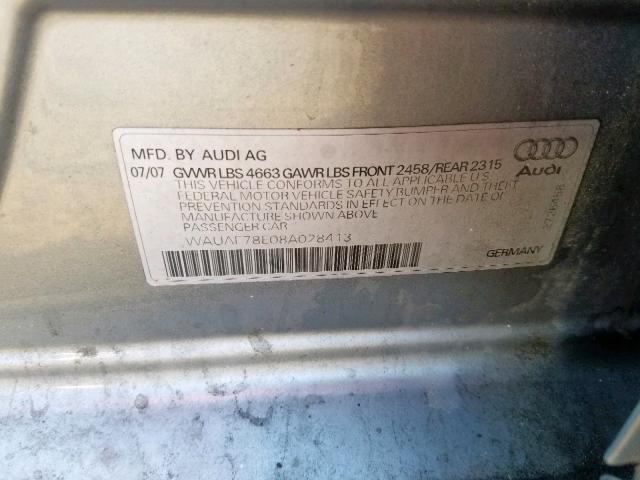 MFD. BY AUDI AG
07/07 GVWR LBS 4663 GAWR LBS FRONT 2458/REAR 2315
THIS VEHICLE CONFORMS TO ALL APPLICABLE U.S.
FEDERAL MOTOR VEHICLE SAFETY/BUMPER AND THEFT
PREVENTION STANDARDS IN EFFECT ON THE DATE OF
MANUFACTURE SHOWN ABOVE
PASSENGER CAR
WAUAF78E08A028413
Audi
GERMANY